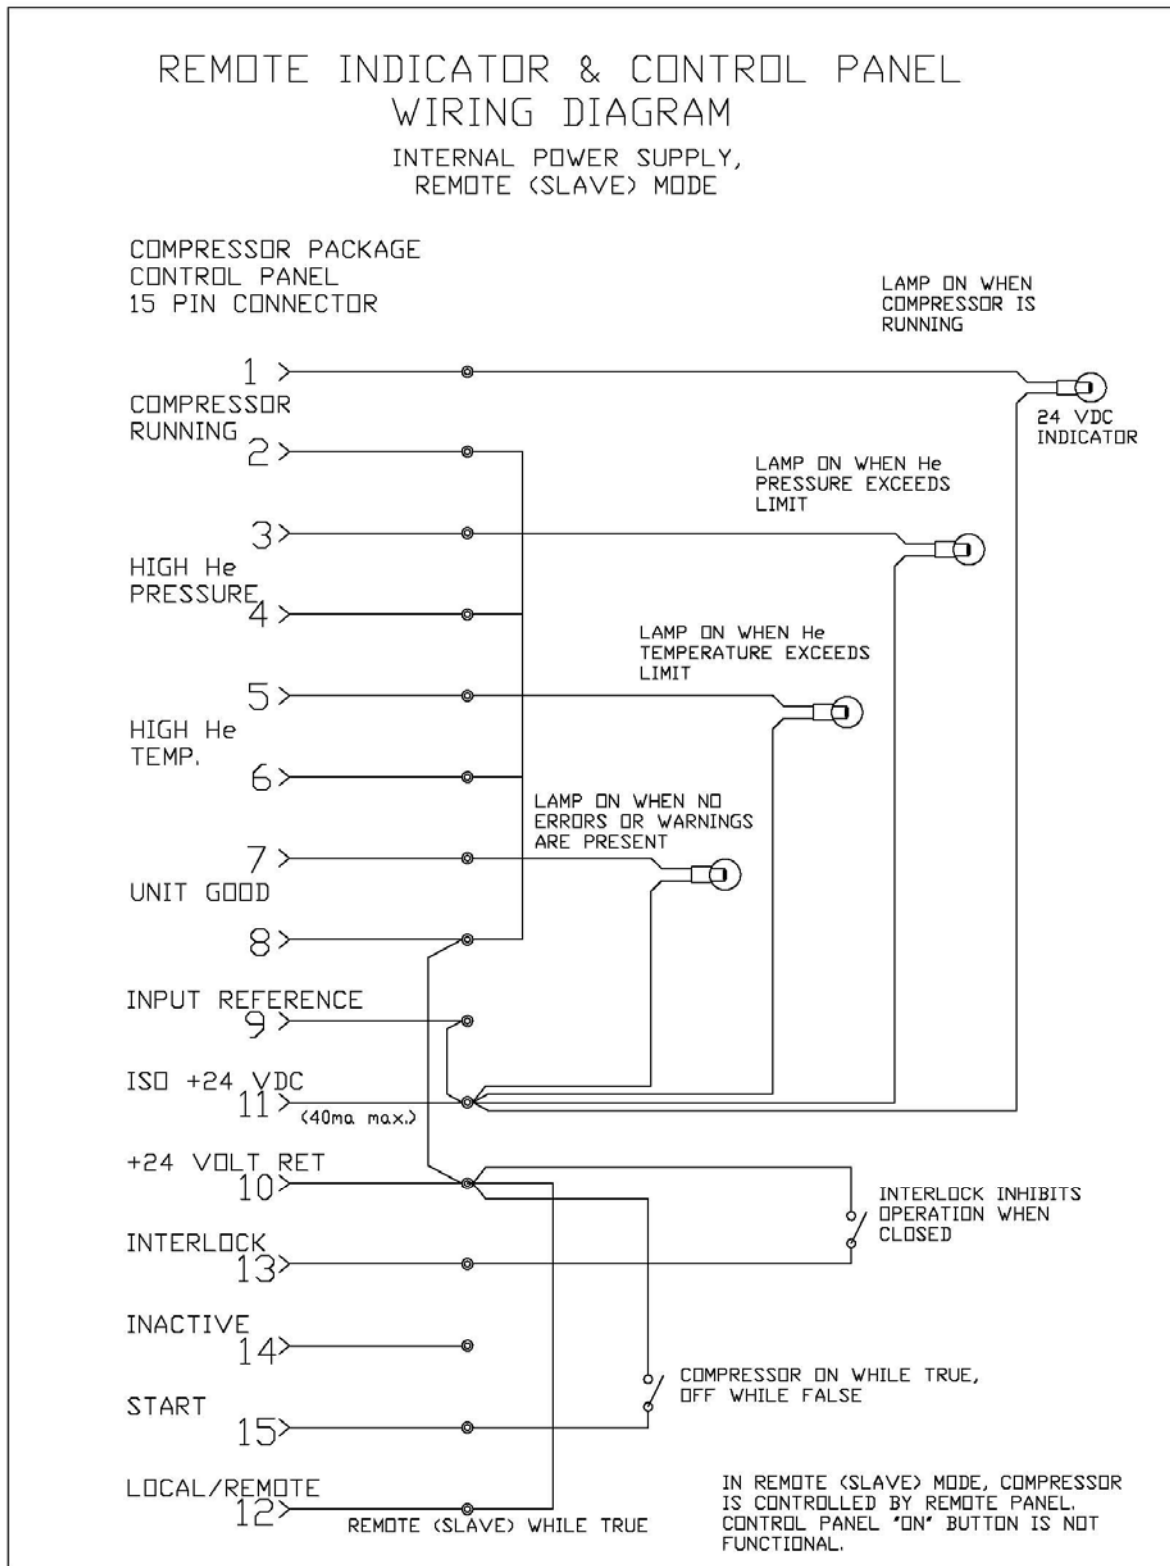 REMOTE INDICATOR & CONTROL PANEL
WIRING DIAGRAM
INTERNAL POWER SUPPLY,
REMOTE (SLAVE) MODE
COMPRESSOR PACKAGE
CONTROL PANEL
15 PIN CONNECTOR
LAMP ON WHEN
COMPRESSOR IS
RUNNING
1
COMPRESSOR
RUNNING
2
24 VDC
INDICATOR
LAMP ON WHEN He
PRESSURE EXCEEDS
LIMIT
3
HIGH He
PRESSURE
4
LAMP ON WHEN He
TEMPERATURE EXCEEDS
LIMIT
5
HIGH He
TEMP.
6
LAMP ON WHEN NO
ERRORS OR WARNINGS
ARE PRESENT
7
UNIT GOOD
8
INPUT REFERENCE
9
ISO +24 VDC
11
(40ma max.)
+24 VOLT RET
10
INTERLOCK INHIBITS
OPERATION WHEN
CLOSED
INTERLOCK
13
INACTIVE
14
COMPRESSOR ON WHILE TRUE,
OFF WHILE FALSE
START
15
LOCAL/REMOTE
12
REMOTE (SLAVE) WHILE TRUE
IN REMOTE (SLAVE) MODE, COMPRESSOR
IS CONTROLLED BY REMOTE PANEL.
CONTROL PANEL "ON" BUTTON IS NOT
FUNCTIONAL.